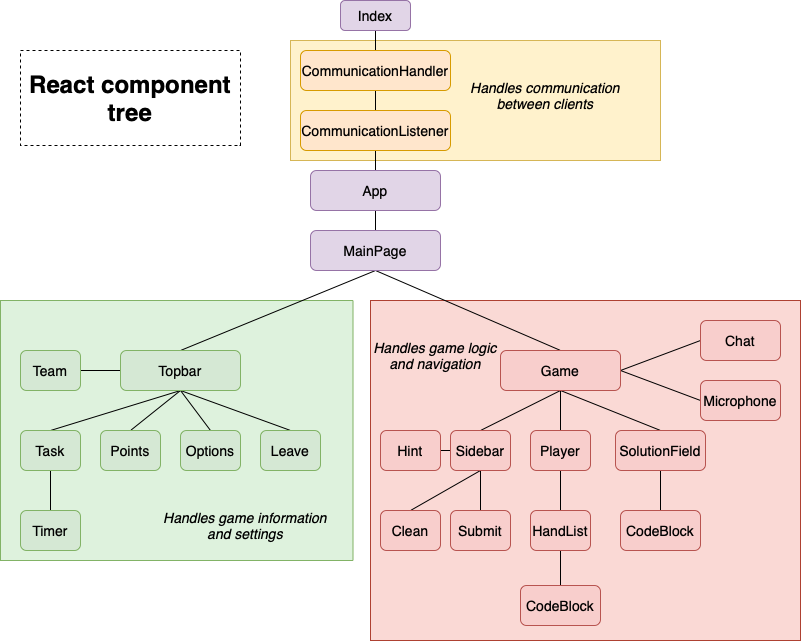 Index
React component
tree
CommunicationHandler
Handles communication
between clients
CommunicationListener
App
MainPage
Handles game logic
and navigation
Chat
Team
Topbar
Game
Microphone
Task
Points
Options
Leave
Hint
Sidebar
Player
SolutionField
Timer
Handles game information
and settings
Clean
Submit
HandList
CodeBlock
CodeBlock